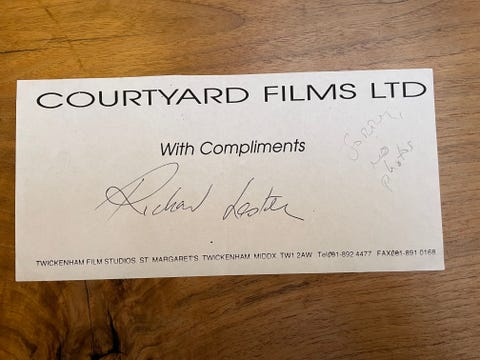 COURTYARD FILMS LTD
With Compliments
SORRY,
no photos
Richard Lester
TWICKENHAM FILM STUDIOS. ST. MARGARET'S. TWICKENHAM. MIDDX. TW1 2AW Tel: 081-892 4477 FAX: 081-891 0168